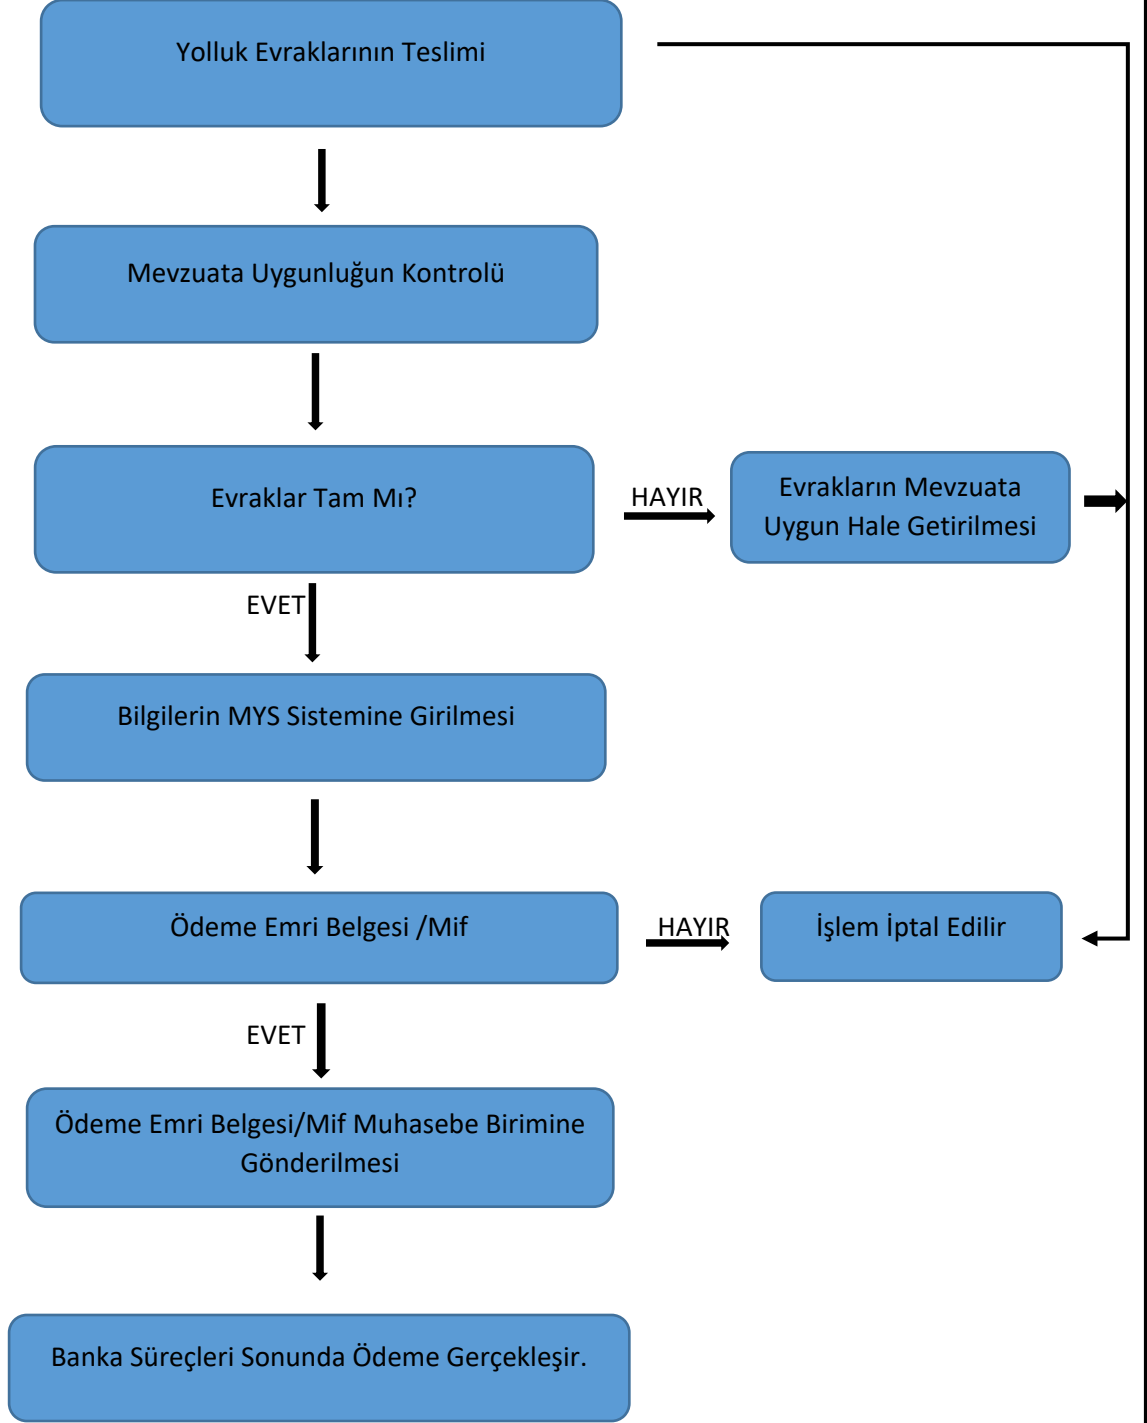 Yolluk Evraklarının Teslimi
Mevzuata Uygunluğun Kontrolü
Evraklar Tam Mı?
HAYIR
Evrakların Mevzuata
Uygun Hale Getirilmesi
EVET
Bilgilerin MYS Sistemine Girilmesi
Ödeme Emri Belgesi /Mif
HAYIR
İşlem İptal Edilir
EVET
Ödeme Emri Belgesi/Mif Muhasebe Birimine
Gönderilmesi
Banka Süreçleri Sonunda Ödeme Gerçekleşir.